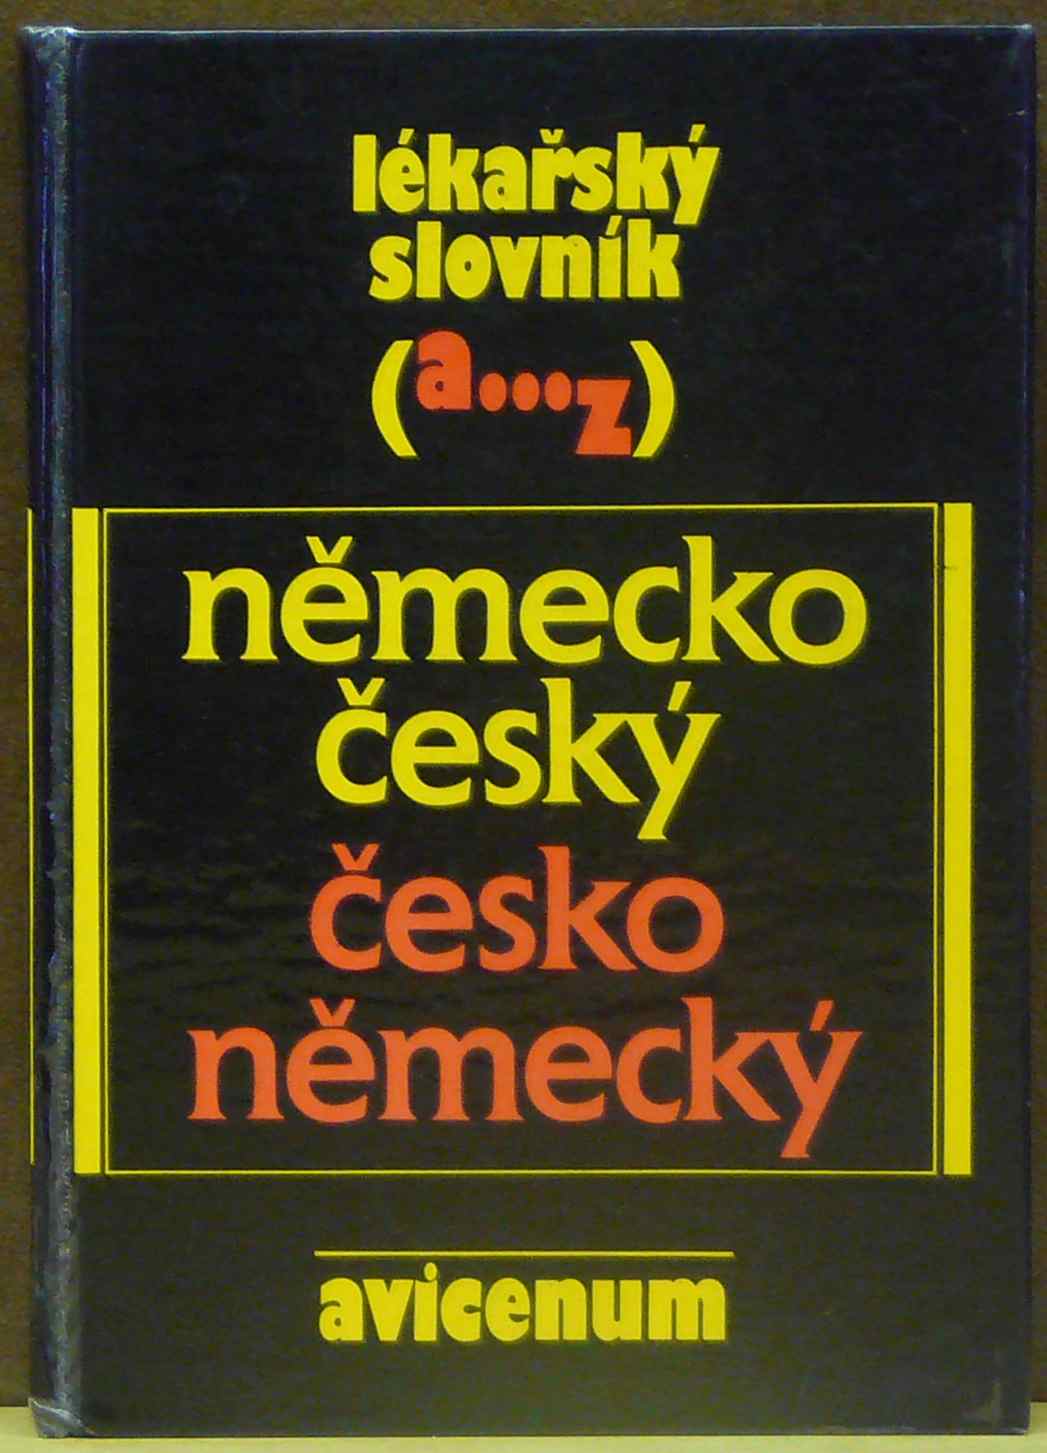 lékařský
slovník
(a...z)
německo
český
česko
německý
avicenum